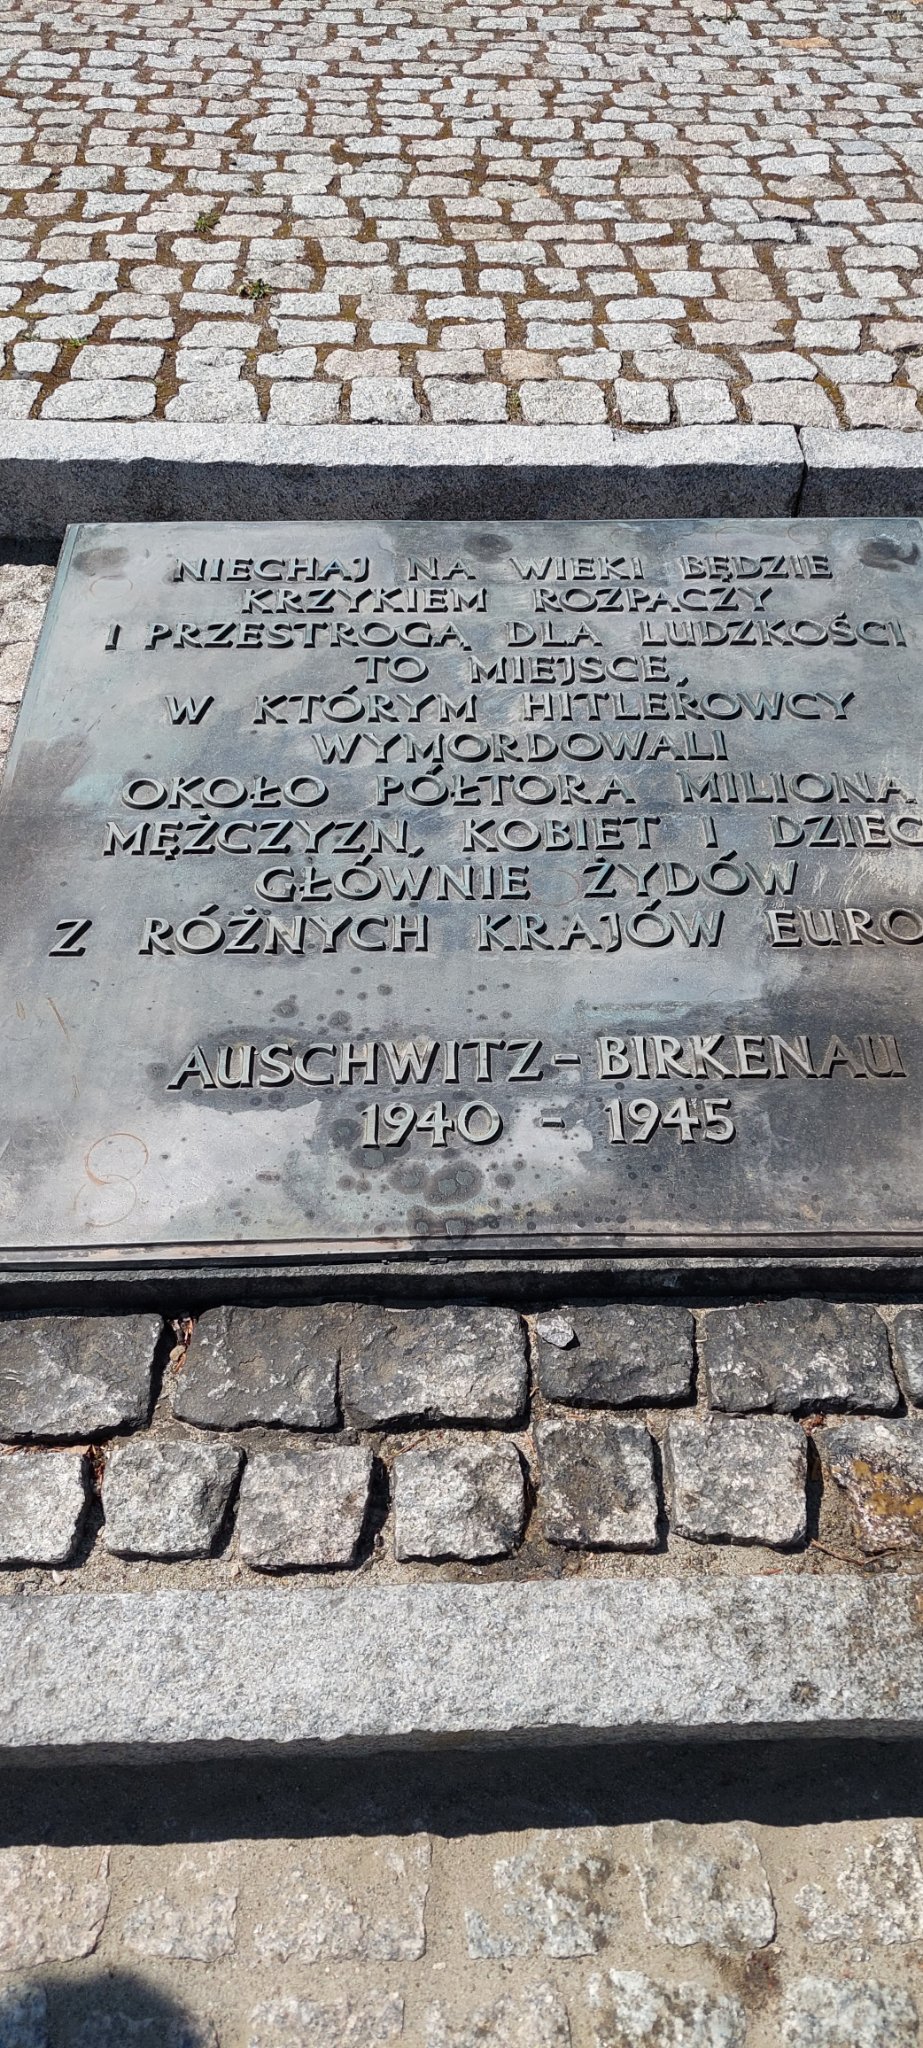 NIECHAJ NA WIEKI BĘDZIE
KRZYKIEM ROZPACZY
I PRZESTROGĄ DLA LUDZKOŚCI
TO MIEJSCE,
W KTÓRYM HITLEROWCY
WYMORDOWALI
OKOŁO PÓŁTORA MILIONA
MĘŻCZYZN, KOBIET I DZIEC
GŁÓWNIE ŻYDÓW
Z RÓŻNYCH KRAJÓW EURO
AUSCHWITZ-BIRKENAU
1940 - 1945